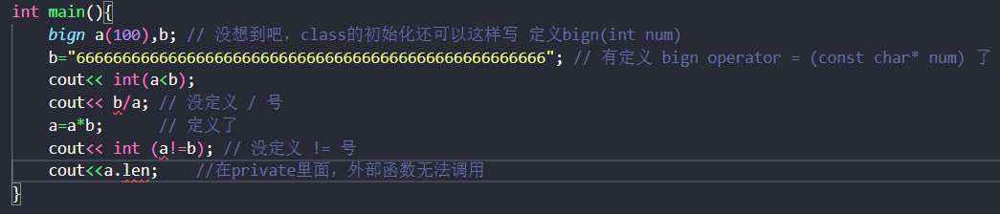 int main(){
bign a(100),b; // 没想到吧，class的初始化还可以这样写 定义bign(int num)
b="6666666666666666666666666666666666666666666666666666"; // 有定义 bign operator = (const char* num) 了
cout<< int(a<b);
cout<< b/a; // 没定义 / 号
a=a*b; // 定义了
cout<< int (a!=b); // 没定义 != 号
cout<<a.len; //在private里面，外部函数无法调用
}